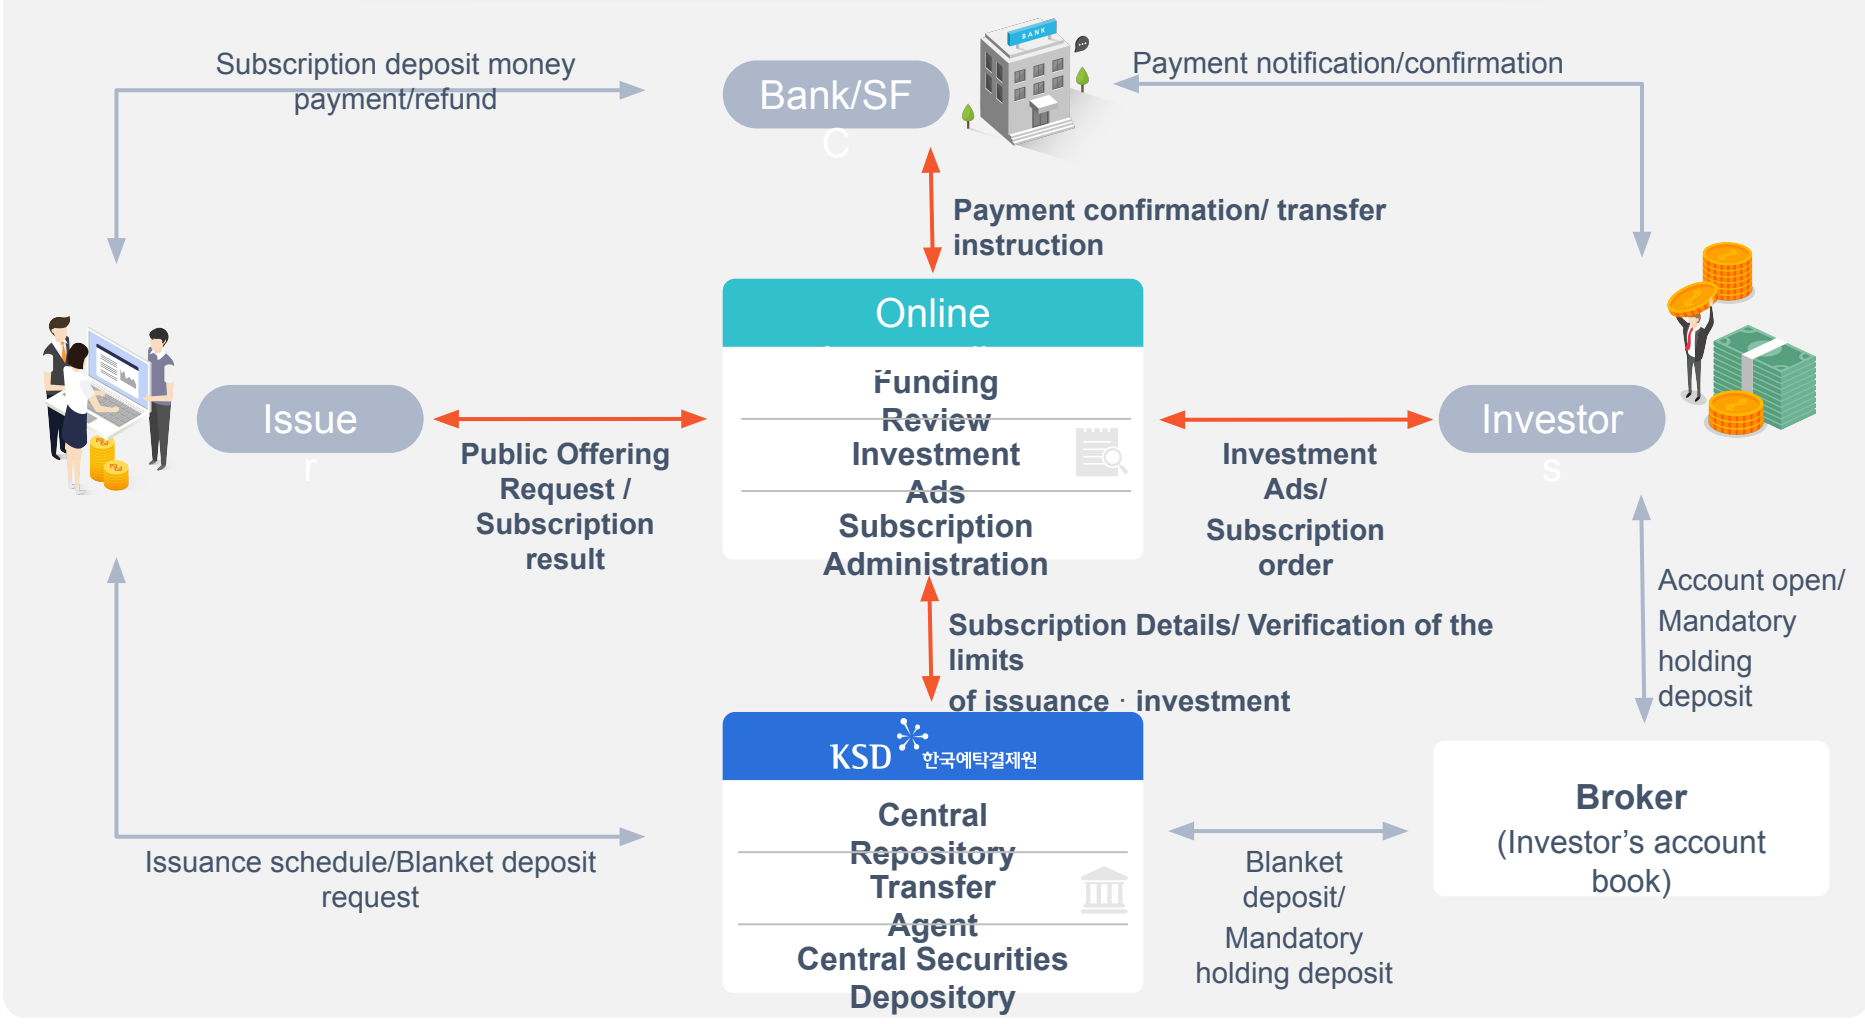 BANK
Subscription deposit money
payment/refund
Bank/SF
C
Payment notification/confirmation
Payment confirmation/ transfer
instruction
Online
Funding
Review
Investment
Ads
Subscription
Administration
Issue
r
Public Offering
Request /
Subscription
result
Investment
Ads/
Subscription
order
Investor
s
Subscription Details/ Verification of the
limits
of issuance · investment
Account open/
Mandatory
holding
deposit
KSD 한국예탁결제원
Central
Repository
Transfer
Agent
Central Securities
Depository
Issuance schedule/Blanket deposit
request
Blanket
deposit/
Mandatory
holding deposit
Broker
(Investor’s account
book)